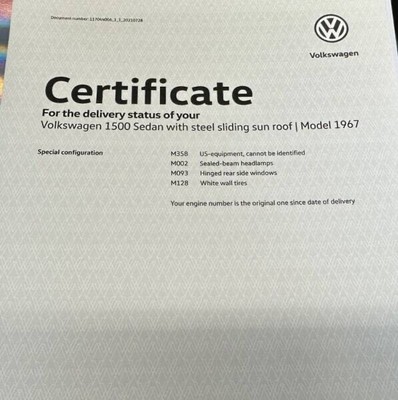 Volkswagen
Certificate
For the delivery status of your
Volkswagen 1500 Sedan with steel sliding sun roof | Model 1967
Special configuration
M358 US-equipment, cannot be identified
M002 Sealed-beam headlamps
M093 Hinged rear side windows
M128 White wall tires
Your engine number is the original one since date of delivery